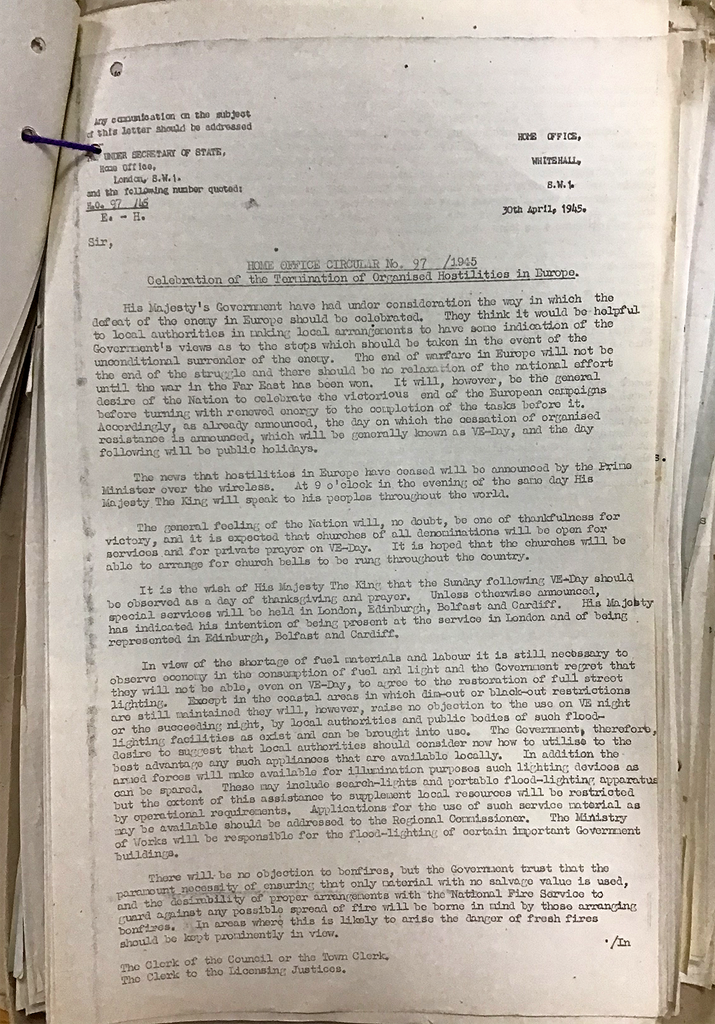 Any communication on the subject
of this letter should be addressed
UNDER SECRETARY OF STATE,
Home Office,
London, S.W.1.
and the following number quoted:
H.O. 97 /45
E. - H.
HOME OFFICE,
WHITEHALL,
S.W.1.
30th April, 1945.
Sir,
HOME OFFICE CIRCULAR No. 97 /1945
Celebration of the Termination of Organised Hostilities in Europe.
His Majesty's Government have had under consideration the way in which the
defeat of the enemy in Europe should be celebrated. They think it would be helpful
to local authorities in making local arrangements to have some indication of the
Government's views as to the steps which should be taken in the event of the
unconditional surrender of the enemy. The end of warfare in Europe will not be
the end of the struggle and there should be no relaxation of the national effort
until the war in the Far East has been won. It will, however, be the general
desire of the Nation to celebrate the victorious end of the European campaigns
before turning with renewed energy to the completion of the tasks before it.
Accordingly, as already announced, the day on which the cessation of organised
resistance is announced, which will be generally known as VE-Day, and the day
following will be public holidays.
The news that hostilities in Europe have ceased will be announced by the Prime
Minister over the wireless. At 9 o'clock in the evening of the same day His
Majesty The King will speak to his peoples throughout the world.
The general feeling of the Nation will, no doubt, be one of thankfulness for
victory, and it is expected that churches of all denominations will be open for
services and for private prayer on VE-Day. It is hoped that the churches will be
able to arrange for church bells to be rung throughout the country.
It is the wish of His Majesty The King that the Sunday following VE-Day should
be observed as a day of thanksgiving and prayer. Unless otherwise announced,
special services will be held in London, Edinburgh, Belfast and Cardiff. His Majesty
has indicated his intention of being present at the service in London and of being
represented in Edinburgh, Belfast and Cardiff.
In view of the shortage of fuel materials and labour it is still necessary to
observe economy in the consumption of fuel and light and the Government regret that
they will not be able, even on VE-Day, to agree to the restoration of full street
lighting. Except in the coastal areas in which dim-out or black-out restrictions
are still maintained they will, however, raise no objection to the use on VE night
or the succeeding night, by local authorities and public bodies of such flood-
lighting facilities as exist and can be brought into use. The Government, therefore,
desire to suggest that local authorities should consider now how to utilise to the
best advantage any such appliances that are available locally. In addition the
armed forces will make available for illumination purposes such lighting devices as
can be spared. These may include search-lights and portable flood-lighting apparatus
but the extent of this assistance to supplement local resources will be restricted
by operational requirements. Applications for the use of such service material as
may be available should be addressed to the Regional Commissioner. The Ministry
of Works will be responsible for the flood-lighting of certain important Government
buildings.
There will be no objection to bonfires, but the Government trust that the
paramount necessity of ensuring that only material with no salvage value is used,
and the desirability of proper arrangements with the National Fire Service to
guard against any possible spread of fire will be borne in mind by those arranging
bonfires. In areas where this is likely to arise the danger of fresh fires
should be kept prominently in view.
/In
The Clerk of the Council or the Town Clerk.
The Clerk to the Licensing Justices.